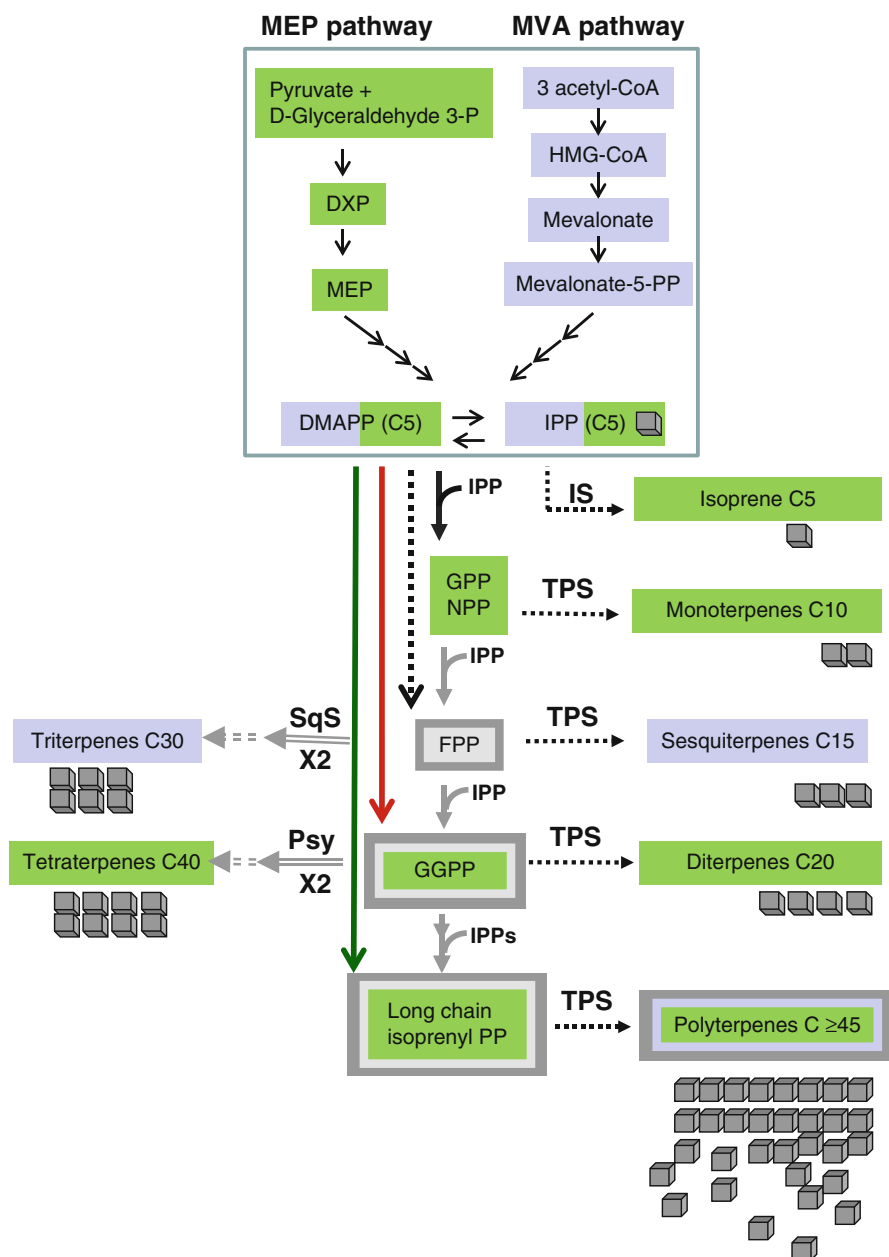 MEP pathway
MVA pathway
Pyruvate +
D-Glyceraldehyde 3-P
3 acetyl-CoA
HMG-CoA
DXP
Mevalonate
MEP
Mevalonate-5-PP
DMAPP (C5)
IPP (C5)
IPP
IS
Isoprene C5
GPP
NPP
TPS
Monoterpenes C10
IPP
SqS
X2
Triterpenes C30
FPP
TPS
Sesquiterpenes C15
IPP
Psy
X2
Tetraterpenes C40
GGPP
TPS
Diterpenes C20
IPPs
Long chain
isoprenyl PP
TPS
Polyterpenes C ≥45